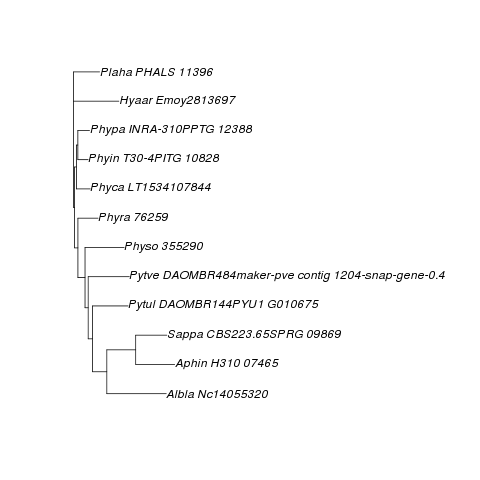 Plaha PHALS 11396
Hyaar Emoy2813697
Phypa INRA-310PPTG 12388
Phyin T30-4PITG 10828
Phyca LT1534107844
Phyra 76259
Physo 355290
Pytve DAOMBR484maker-pve contig 1204-snap-gene-0.4
Pytul DAOMBR144PYU1 G010675
Sappa CBS223.65SPRG 09869
Aphin H310 07465
Albla Nc14055320